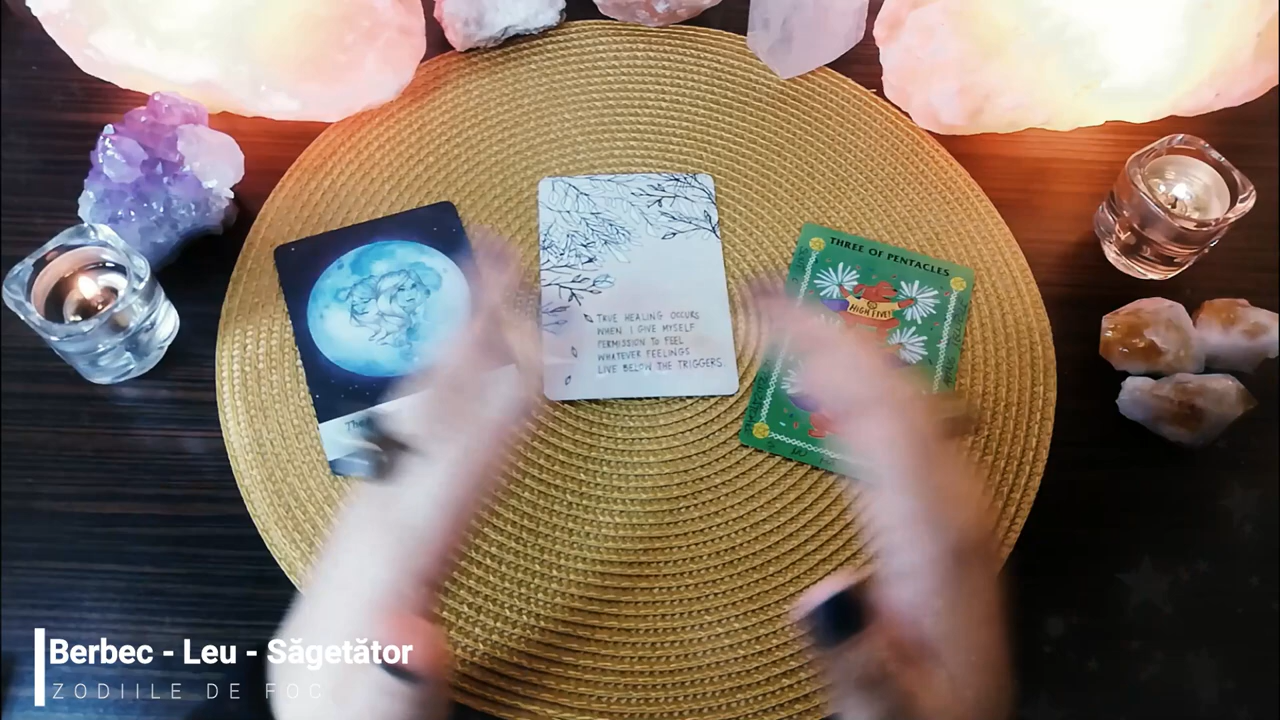 TRUE HEALING OCCURS
WHEN I GIVE MYSELF
PERMISSION TO FEEL
WHATEVER FEELINGS
LIVE BELOW THE TRIGGERS.
THREE OF PENTACLES
HIGH FIVE!
Berbec - Leu - Săgetător
ZODIILE DE FOC